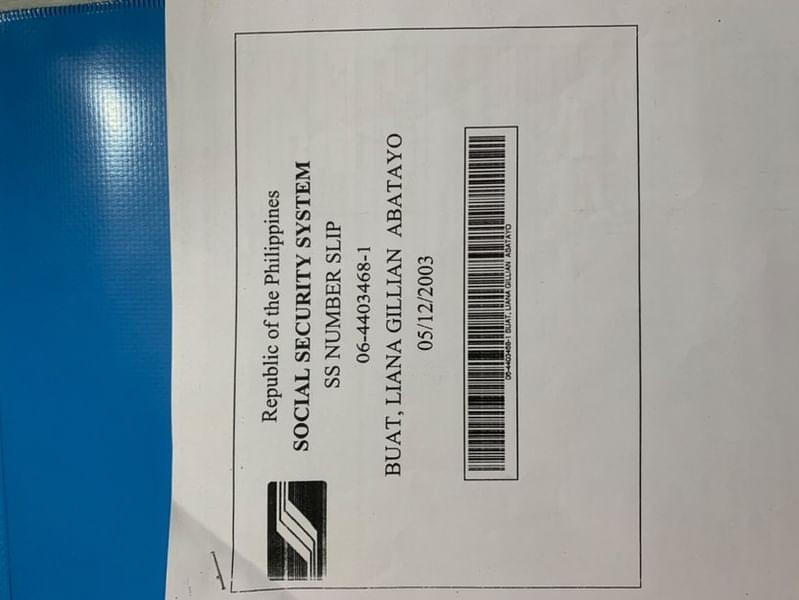 Republic of the Philippines
SOCIAL SECURITY SYSTEM
SS NUMBER SLIP
06-4403468-1
BUAT, LIANA GILLIAN ABATAYO
05/12/2003
06-4403468-1 BUAT, LIANA GILLIAN ABATAYO